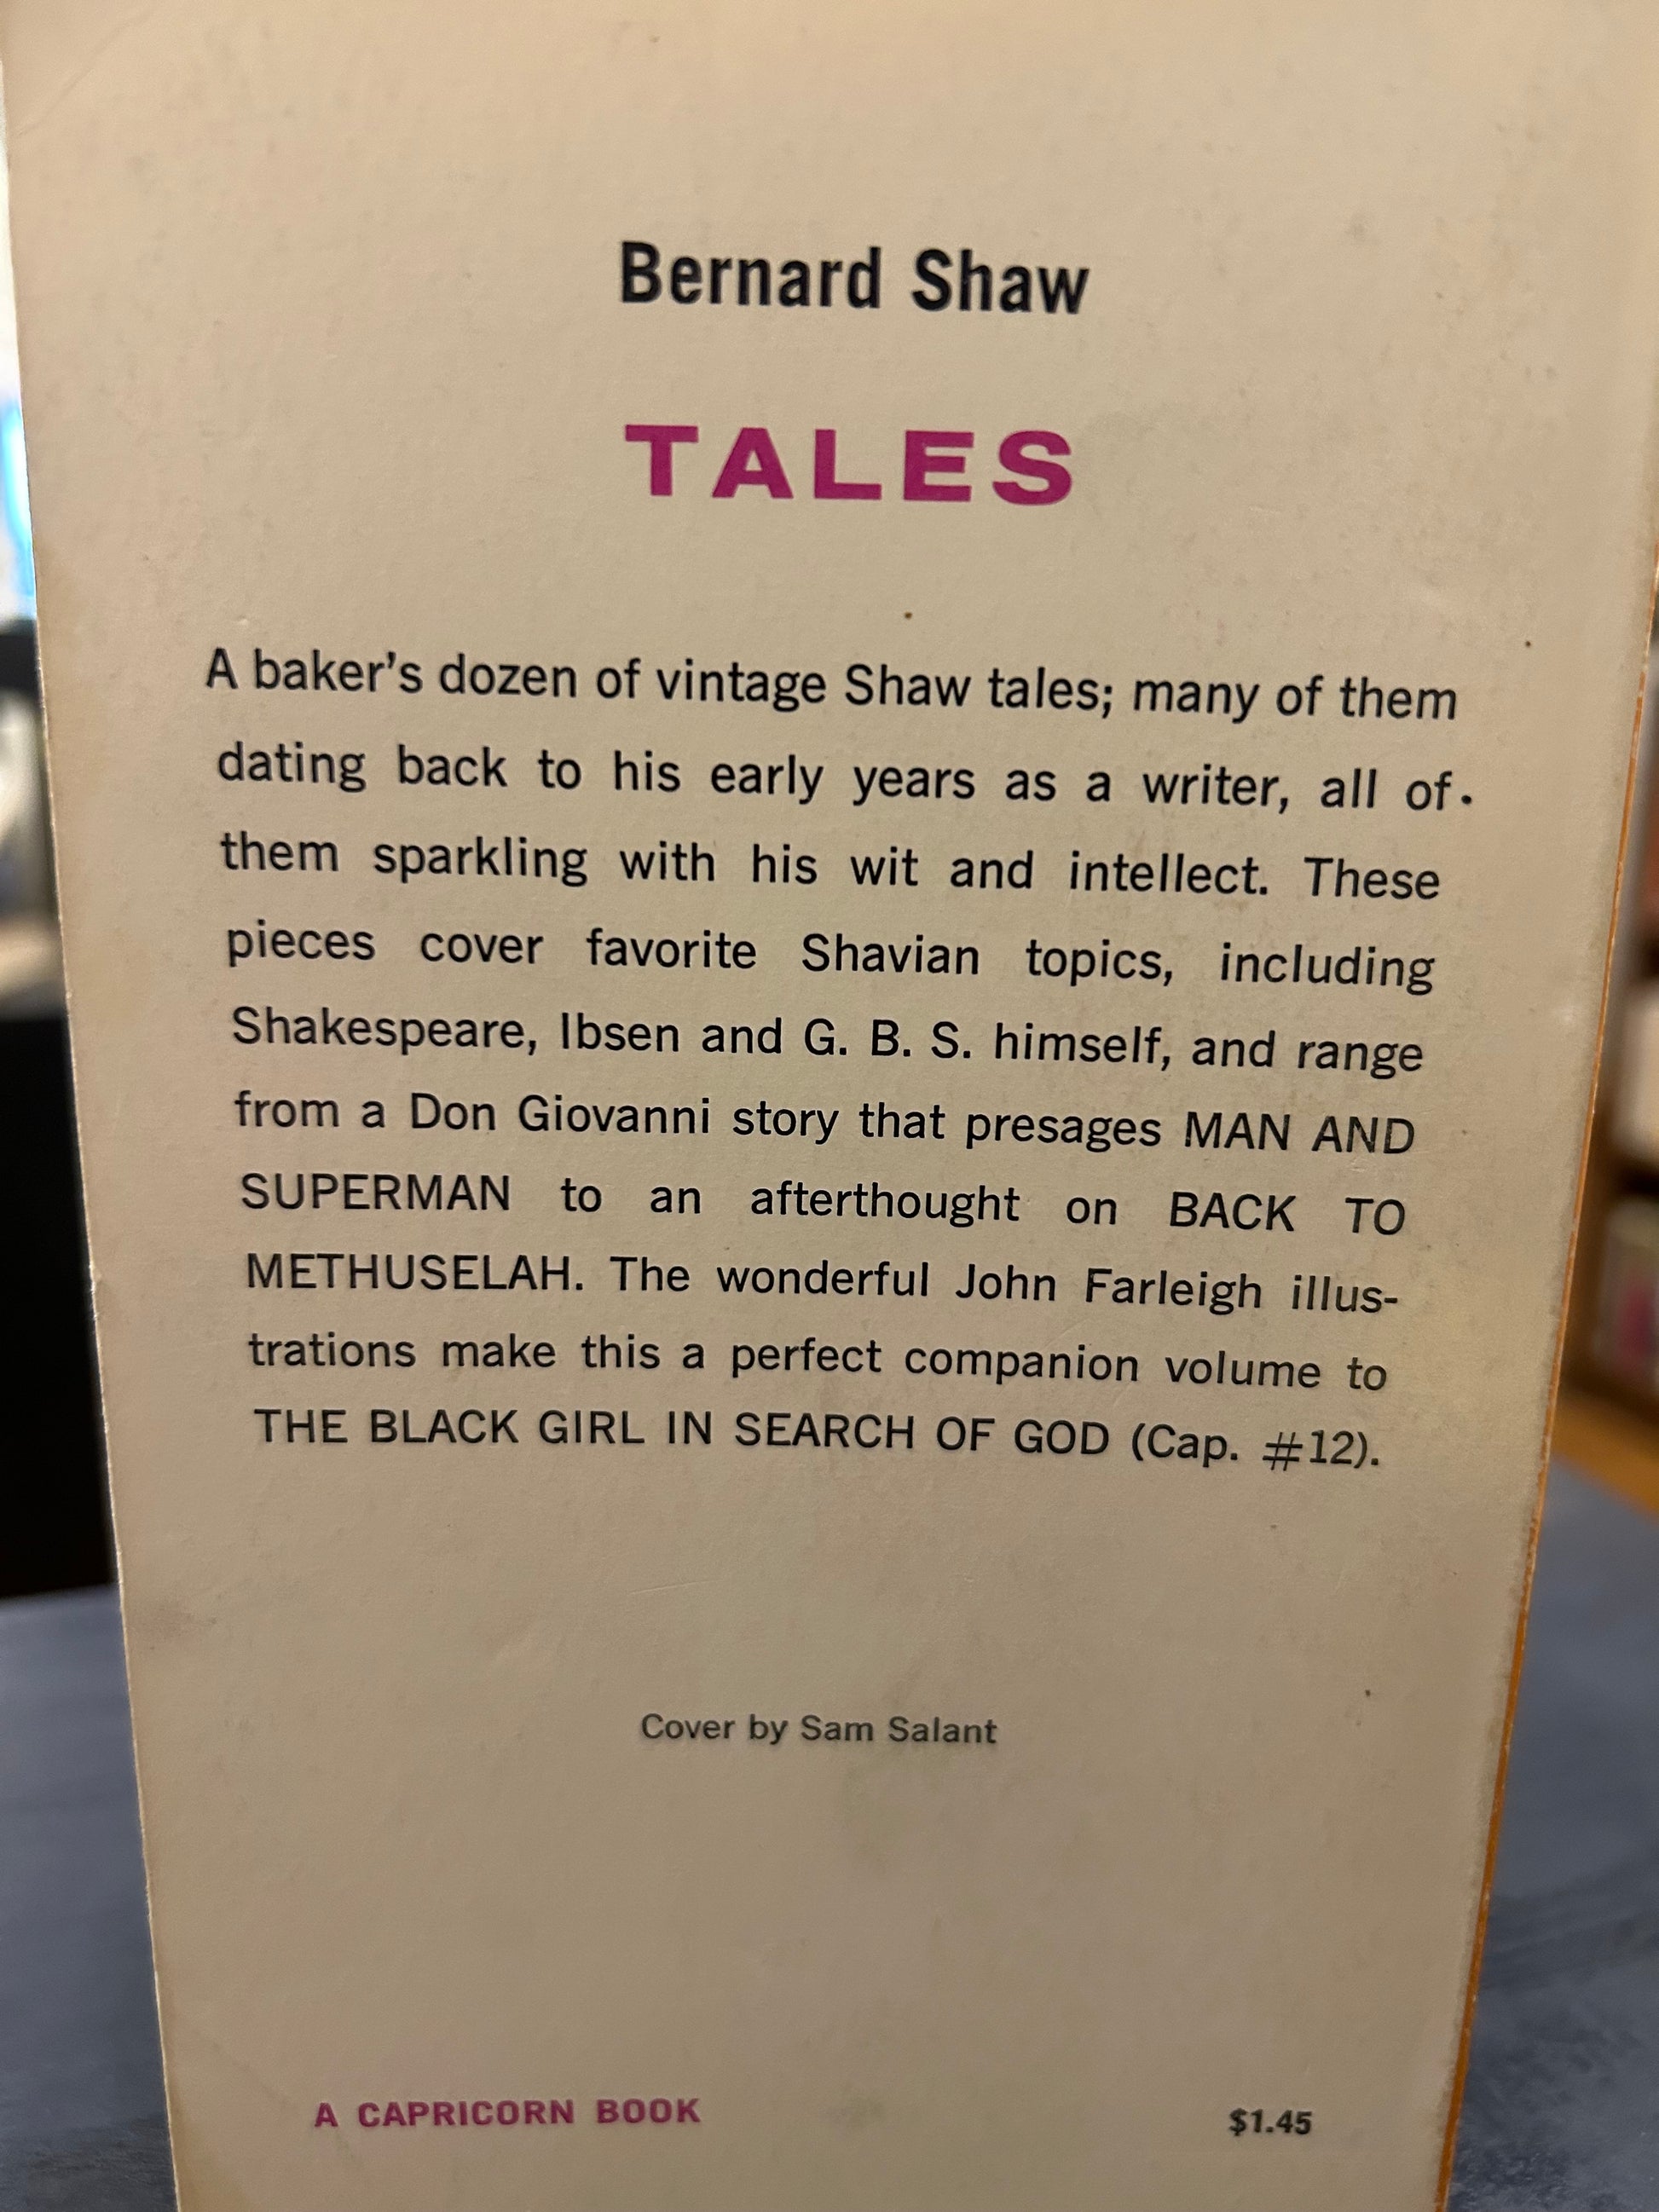 Bernard Shaw
TALES
A baker's dozen of vintage Shaw tales; many of them
dating back to his early years as a writer, all of
them sparkling with his wit and intellect. These
pieces cover favorite Shavian topics, including
Shakespeare, Ibsen and G. B. S. himself, and range
from a Don Giovanni story that presages MAN AND
SUPERMAN to an afterthought on BACK TO
METHUSELAH. The wonderful John Farleigh illus-
trations make this a perfect companion volume to
THE BLACK GIRL IN SEARCH OF GOD (Cap. #12).
Cover by Sam Salant
A CAPRICORN BOOK
$1.45